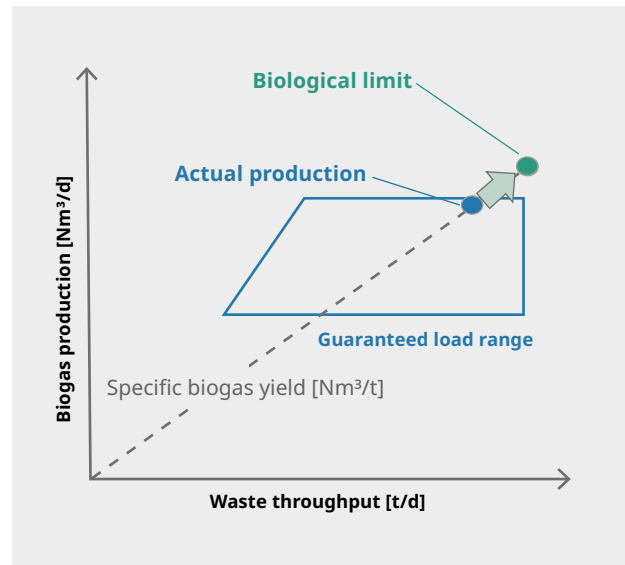 Biological limit
Actual production
Biogas production [Nm³/d]
Guaranteed load range
Specific biogas yield [Nm³/t]
Waste throughput [t/d]